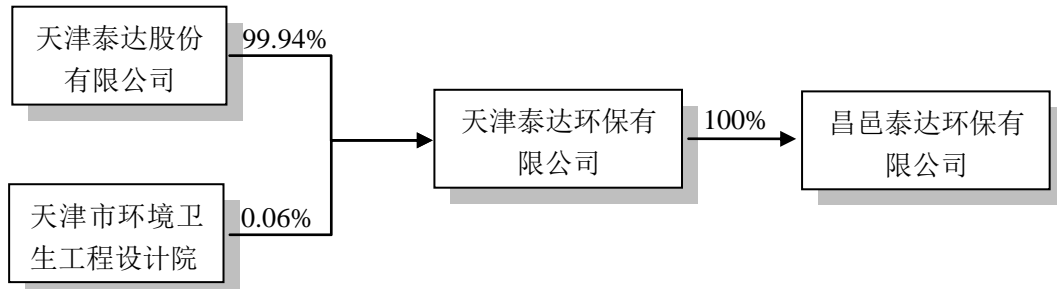 天津泰达股份
有限公司
99.94%
天津市环境卫
生工程设计院
0.06%
天津泰达环保有
限公司
100%
昌邑泰达环保有
限公司